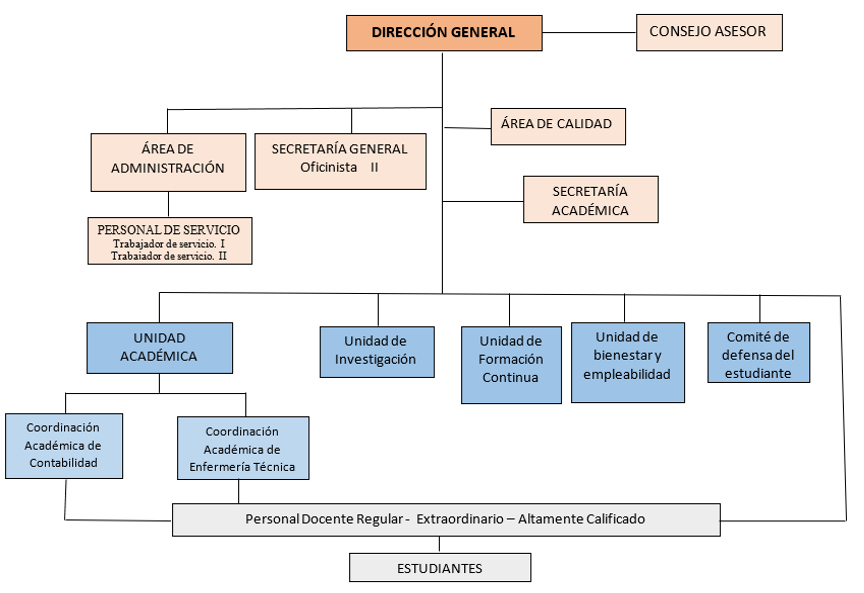 DIRECCIÓN GENERAL
CONSEJO ASESOR
ÁREA DE CALIDAD
ÁREA DE
ADMINISTRACIÓN
SECRETARÍA GENERAL
Oficinista II
SECRETARÍA
ACADÉMICA
PERSONAL DE SERVICIO
Trabajador de servicio. I
Trabaiador de servicio. II
UNIDAD
ACADÉMICA
Unidad de
Investigación
Unidad de
Formación
Continua
Unidad de
bienestar y
empleabilidad
Comité de
defensa del
estudiante
Coordinación
Académica de
Contabilidad
Coordinación
Académica de
Enfermería Técnica
Personal Docente Regular - Extraordinario – Altamente Calificado
ESTUDIANTES